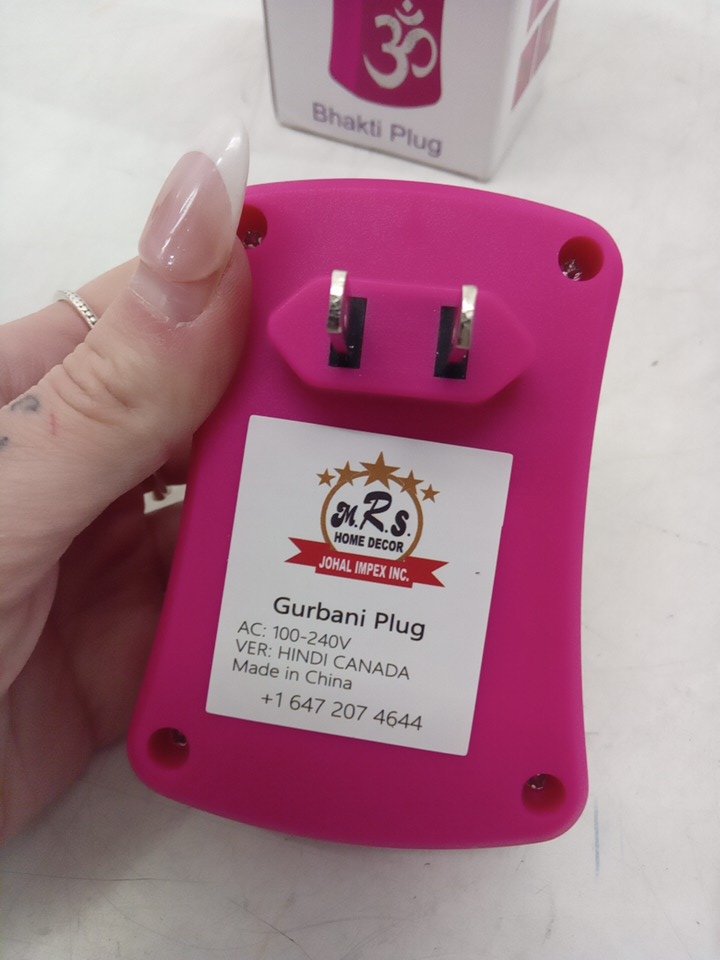 ॐ
Bhakti Plug
M.R.S.
HOME DECOR
JOHAL IMPEX INC.
Gurbani Plug
AC: 100-240V
VER: HINDI CANADA
Made in China
+1 647 207 4644